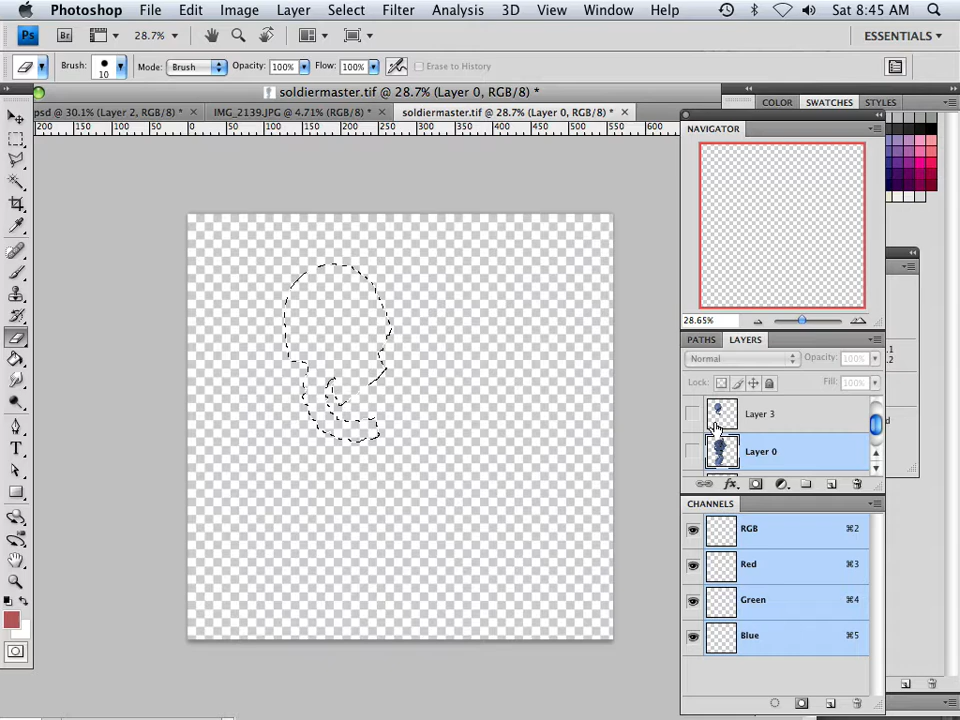 Photoshop File Edit Image Layer Select Filter Analysis 3D View Window Help Sat 8:45 AM
Ps Br 28.7% ESSENTIALS
Brush: 10 Mode: Brush Opacity: 100% Flow: 100% Erase to History
soldiermaster.tif @ 28.7% (Layer 0, RGB/8) *
psd @ 30.1% (Layer 2, RGB/8) * IMG_2139.JPG @ 4.71% (RGB/8) * soldiermaster.tif @ 28.7% (Layer 0, RGB/8) *
COLOR SWATCHES STYLES
200 150 100 50 0 50 100 150 200 250 300 350 400 450 500 550 600
NAVIGATOR
28.65%
PATHS LAYERS
Normal Opacity: 100%
Lock: Fill: 100%
Layer 3
Layer 0
fx
CHANNELS
RGB ⌘2
Red ⌘3
Green ⌘4
Blue ⌘5